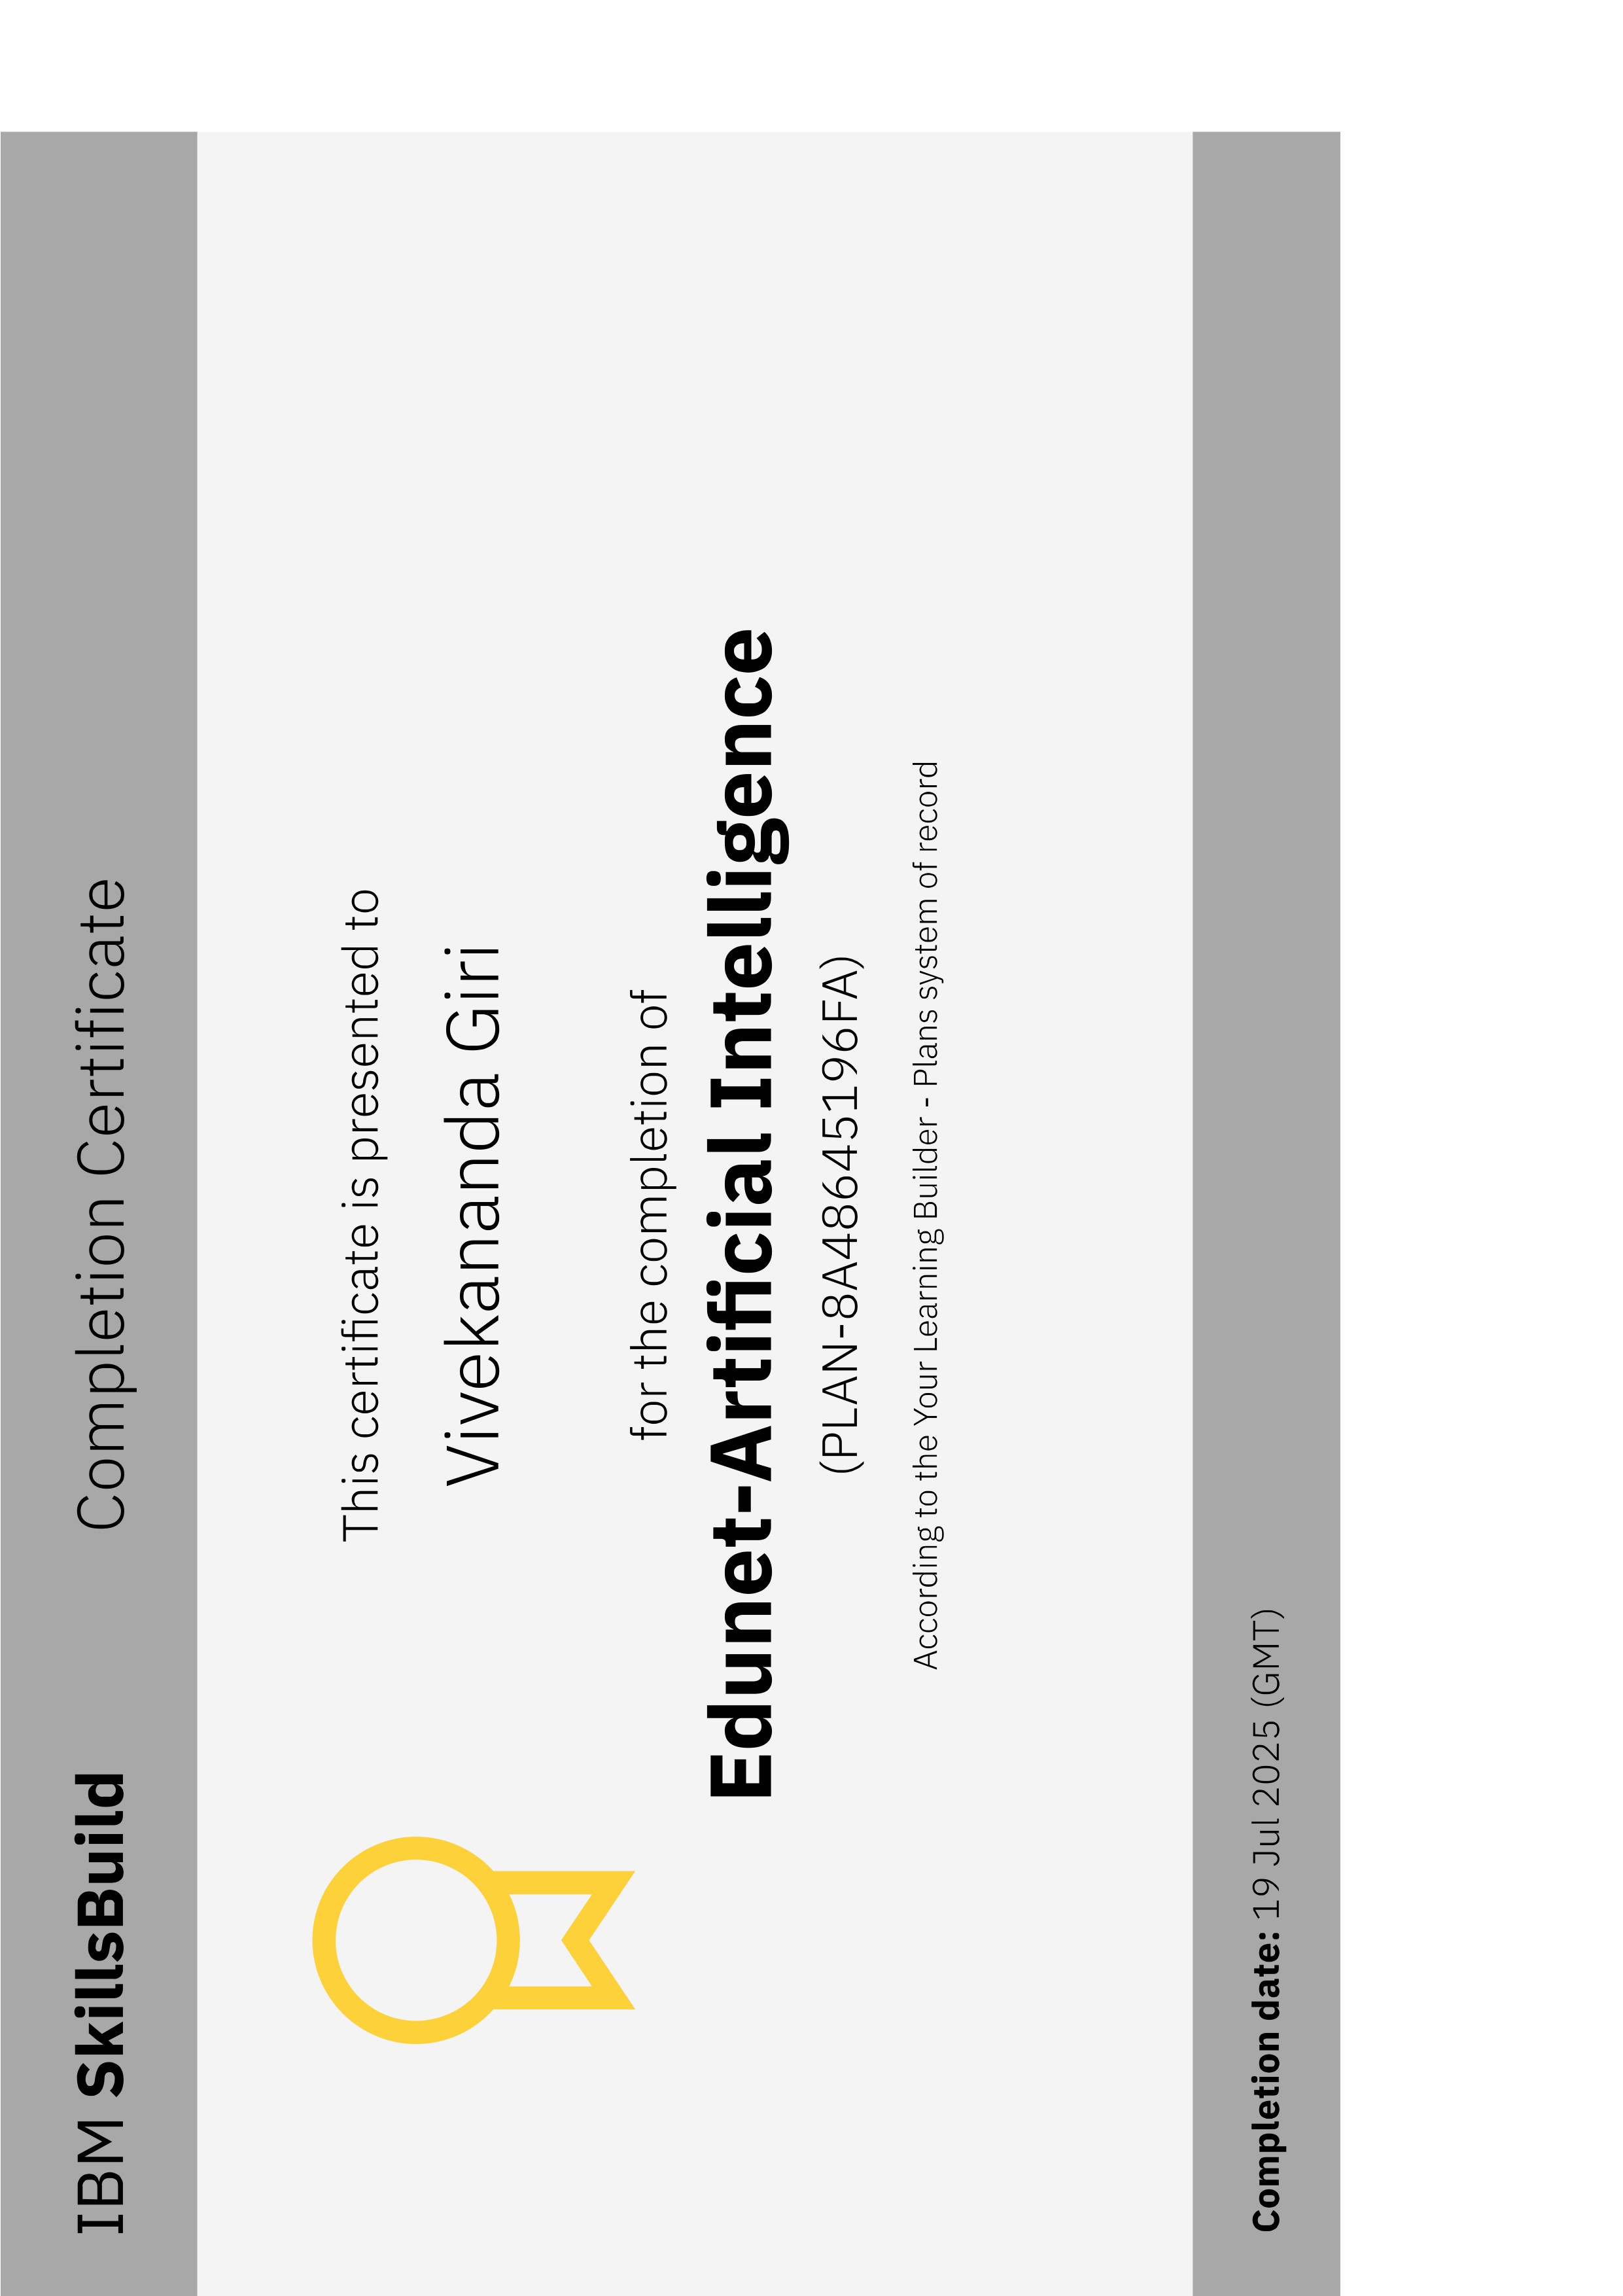 IBM SkillsBuild
Completion Certificate
This certificate is presented to
Vivekananda Giri
for the completion of
Edunet-Artificial Intelligence
(PLAN-8A48645196FA)
According to the Your Learning Builder - Plans system of record
Completion date: 19 Jul 2025 (GMT)